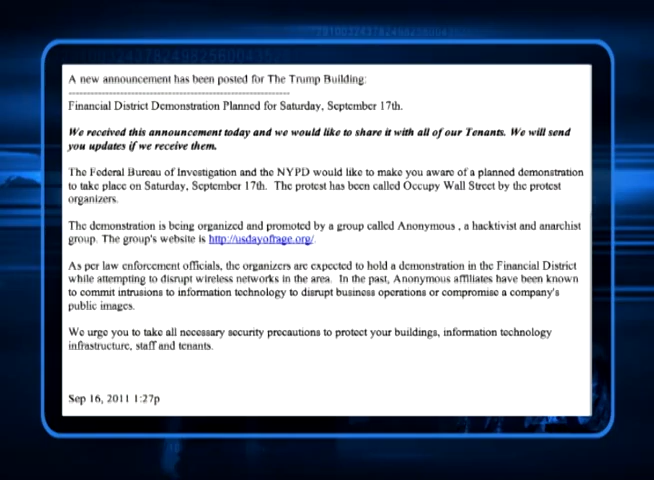 A new announcement has been posted for The Trump Building:
------------------------------------------------------------
Financial District Demonstration Planned for Saturday, September 17th.
We received this announcement today and we would like to share it with all of our Tenants. We will send
you updates if we receive them.
The Federal Bureau of Investigation and the NYPD would like to make you aware of a planned demonstration
to take place on Saturday, September 17th. The protest has been called Occupy Wall Street by the protest
organizers.
The demonstration is being organized and promoted by a group called Anonymous , a hacktivist and anarchist
group. The group's website is http://usdayofrage.org/.
As per law enforcement officials, the organizers are expected to hold a demonstration in the Financial District
while attempting to disrupt wireless networks in the area. In the past, Anonymous affiliates have been known
to commit intrusions to information technology to disrupt business operations or compromise a company's
public images.
We urge you to take all necessary security precautions to protect your buildings, information technology
infrastructure, staff and tenants.
Sep 16, 2011 1:27p